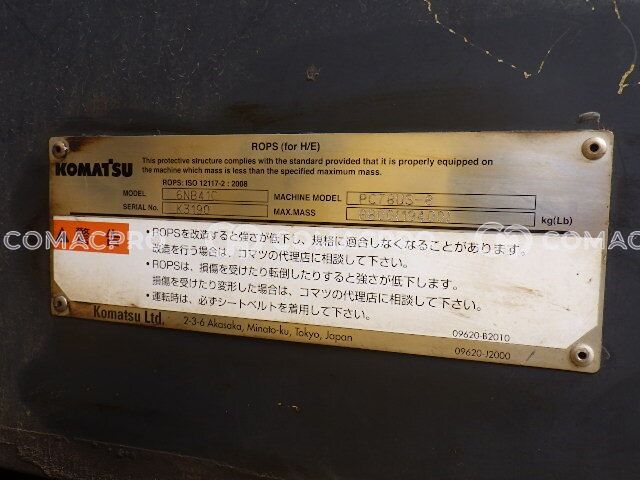 ROPS (for H/E)
KOMATSU
This protective structure complies with the standard provided that it is properly equipped on
the machine which mass is less than the specified maximum mass.
ROPS: ISO 12117-2 : 2008
MODEL MACHINE MODEL PC78US-8
SERIAL No. K3190 MAX.MASS kg(Lb)
警告
・ROPSを改造すると強さが低下し、規格に適合しなくなることがあります。
改造を行う場合は、コマツの代理店に相談して下さい。
・ROPSは、損傷を受けたり転倒したりすると強さが低下します。
損傷を受けたり変形した場合は、コマツの代理店に相談して下さい。
・運転時は、必ずシートベルトを着用して下さい。
Komatsu Ltd. 2-3-6 Akasaka, Minato-ku, Tokyo, Japan
09620-B2010
09620-J2000